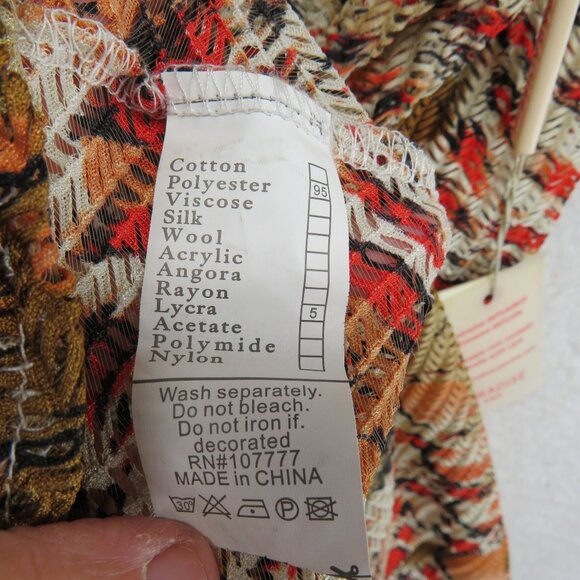 Cotton
Polyester 95
Viscose
Silk
Wool
Acrylic
Angora
Rayon
Lycra 5
Acetate
Polymide
Nylon
Wash separately.
Do not bleach.
Do not iron if.
decorated
RN#107777
MADE in CHINA
30°
P